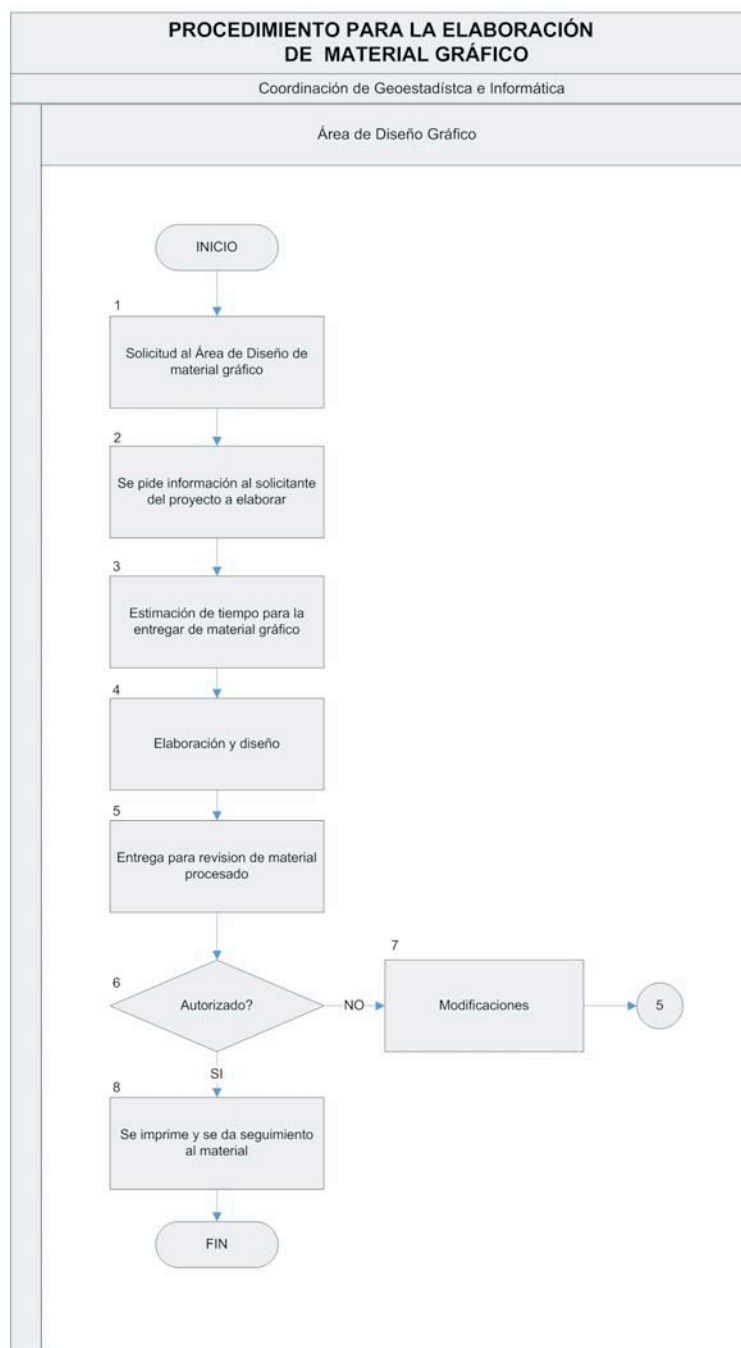 PROCEDIMIENTO PARA LA ELABORACIÓN
DE MATERIAL GRÁFICO
Coordinación de Geoestadístca e Informática
Área de Diseño Gráfico
INICIO
1
Solicitud al Área de Diseño de
material gráfico
2
Se pide información al solicitante
del proyecto a elaborar
3
Estimación de tiempo para la
entregar de material gráfico
4
Elaboración y diseño
5
Entrega para revision de material
procesado
6
Autorizado?
NO
7
Modificaciones
5
SI
8
Se imprime y se da seguimiento
al material
FIN